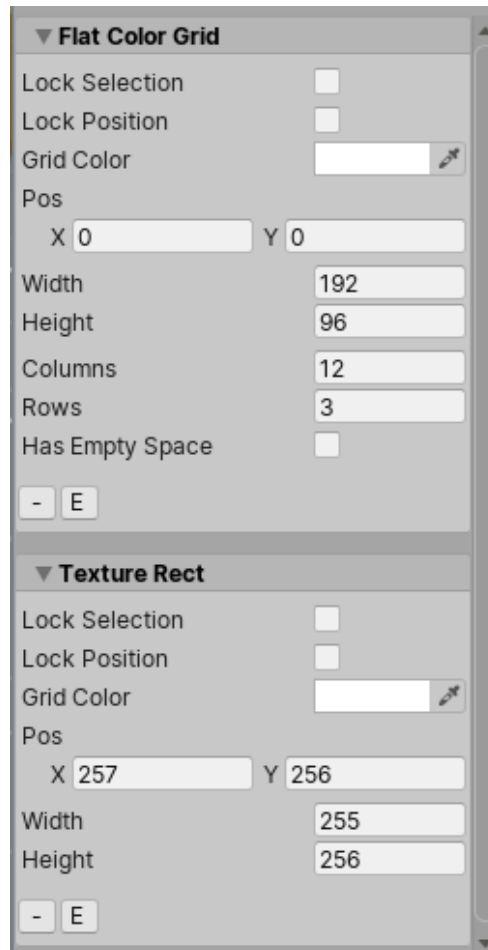 Flat Color Grid
Lock Selection
Lock Position
Grid Color
Pos
X 0 Y 0
Width 192
Height 96
Columns 12
Rows 3
Has Empty Space
- E
Texture Rect
Lock Selection
Lock Position
Grid Color
Pos
X 257 Y 256
Width 255
Height 256
- E